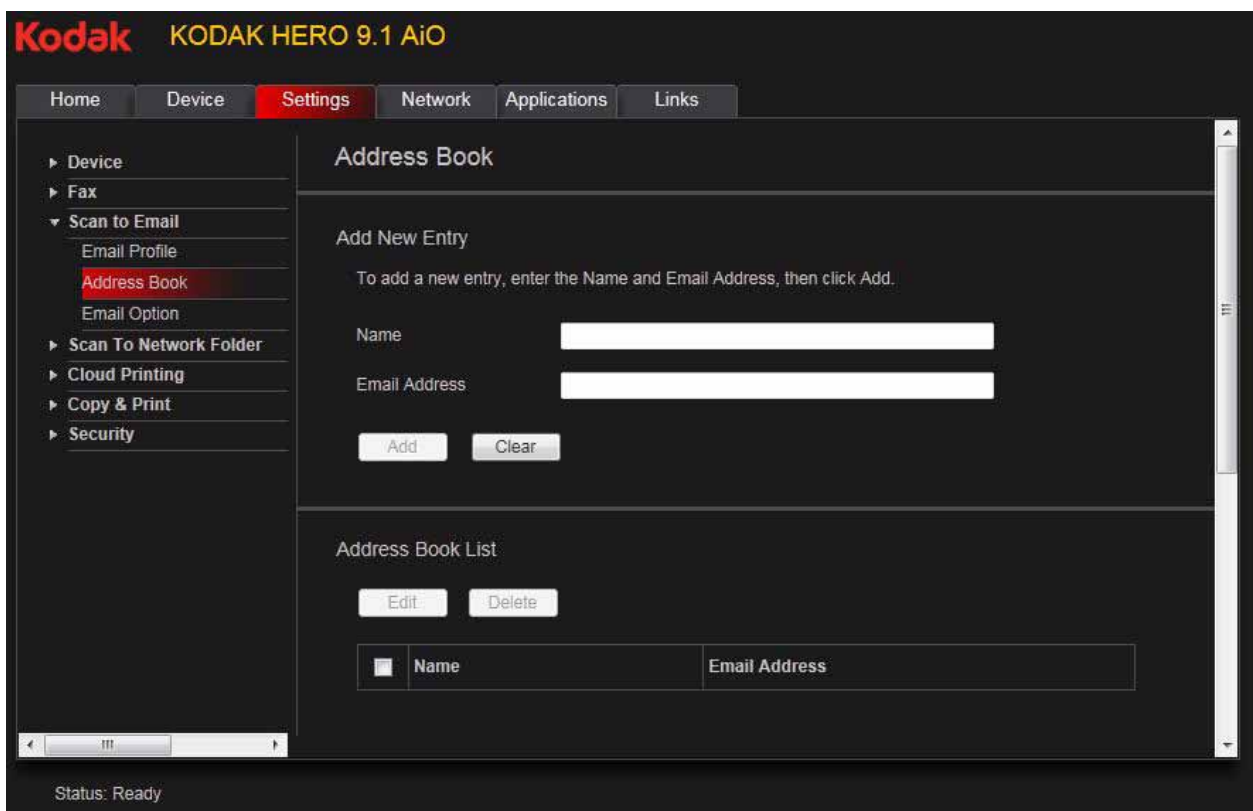 Kodak KODAK HERO 9.1 AiO
Home Device Settings Network Applications Links
Device
Fax
Scan to Email
Email Profile
Address Book
Email Option
Scan To Network Folder
Cloud Printing
Copy & Print
Security
Address Book
Add New Entry
To add a new entry, enter the Name and Email Address, then click Add.
Name
Email Address
Add Clear
Address Book List
Edit Delete
Name Email Address
Status: Ready